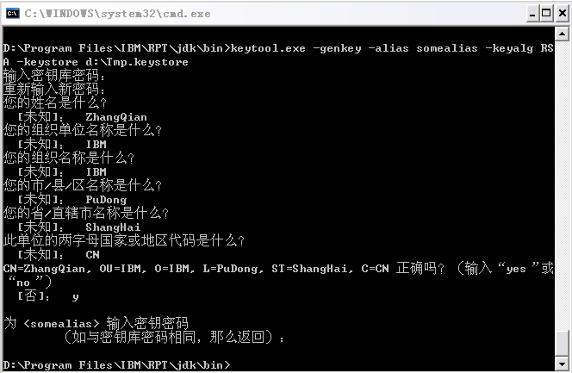 C:\WINDOWS\system32\cmd.exe
D:\Program Files\IBM\RPT\jdk\bin>keytool.exe -genkey -alias somealias -keyalg RS
A -keystore d:\Tmp.keystore
输入密钥库密码:
重新输入新密码:
您的姓名是什么?
[未知]: ZhangQian
您的组织单位名称是什么?
[未知]: IBM
您的组织名称是什么?
[未知]: IBM
您的市/县/区名称是什么?
[未知]: PuDong
您的省/直辖市名称是什么?
[未知]: ShangHai
此单位的两字母国家或地区代码是什么?
[未知]: CN
CN=ZhangQian, OU=IBM, O=IBM, L=PuDong, ST=ShangHai, C=CN 正确吗? (输入“yes”或
“no”)
[否]: y
为 <somealias> 输入密钥密码
(如与密钥库密码相同，那么返回):
D:\Program Files\IBM\RPT\jdk\bin>